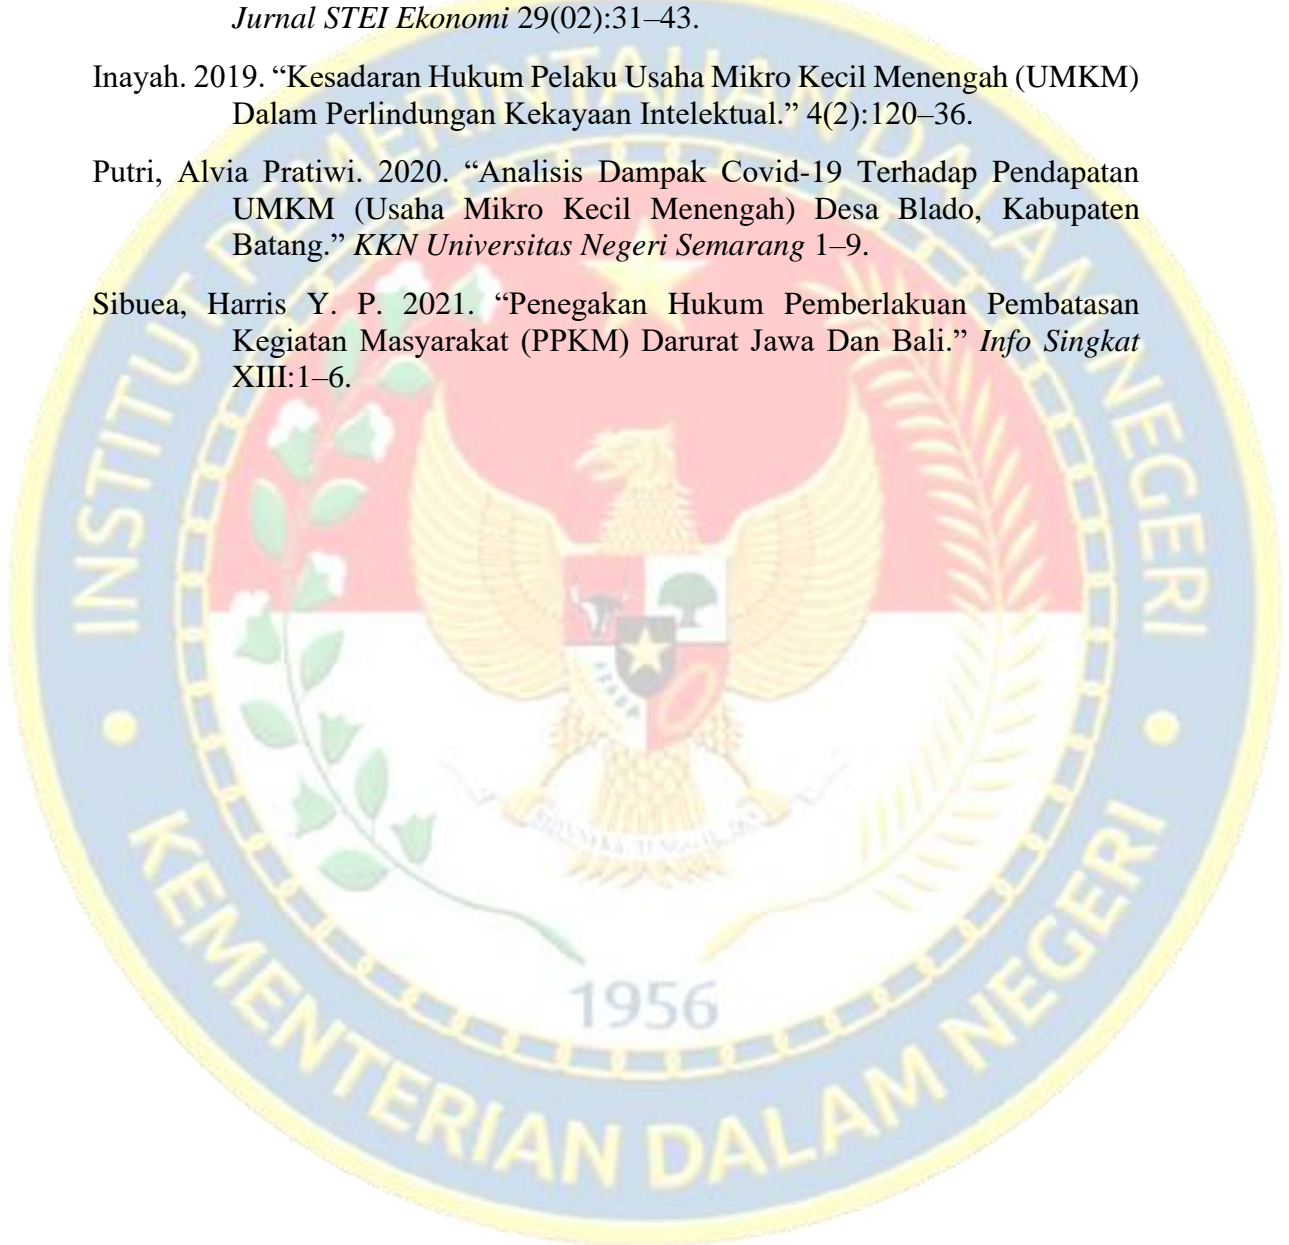 Jurnal STEI Ekonomi 29(02):31–43.
Inayah. 2019. “Kesadaran Hukum Pelaku Usaha Mikro Kecil Menengah (UMKM)
Dalam Perlindungan Kekayaan Intelektual.” 4(2):120–36.
Putri, Alvia Pratiwi. 2020. “Analisis Dampak Covid-19 Terhadap Pendapatan
UMKM (Usaha Mikro Kecil Menengah) Desa Blado, Kabupaten
Batang.” KKN Universitas Negeri Semarang 1–9.
Sibuea, Harris Y. P. 2021. “Penegakan Hukum Pemberlakuan Pembatasan
Kegiatan Masyarakat (PPKM) Darurat Jawa Dan Bali.” Info Singkat
XIII:1–6.
INSTITUT PEMERINTAHAN DALAM NEGERI
1956
KEMENTERIAN DALAM NEGERI